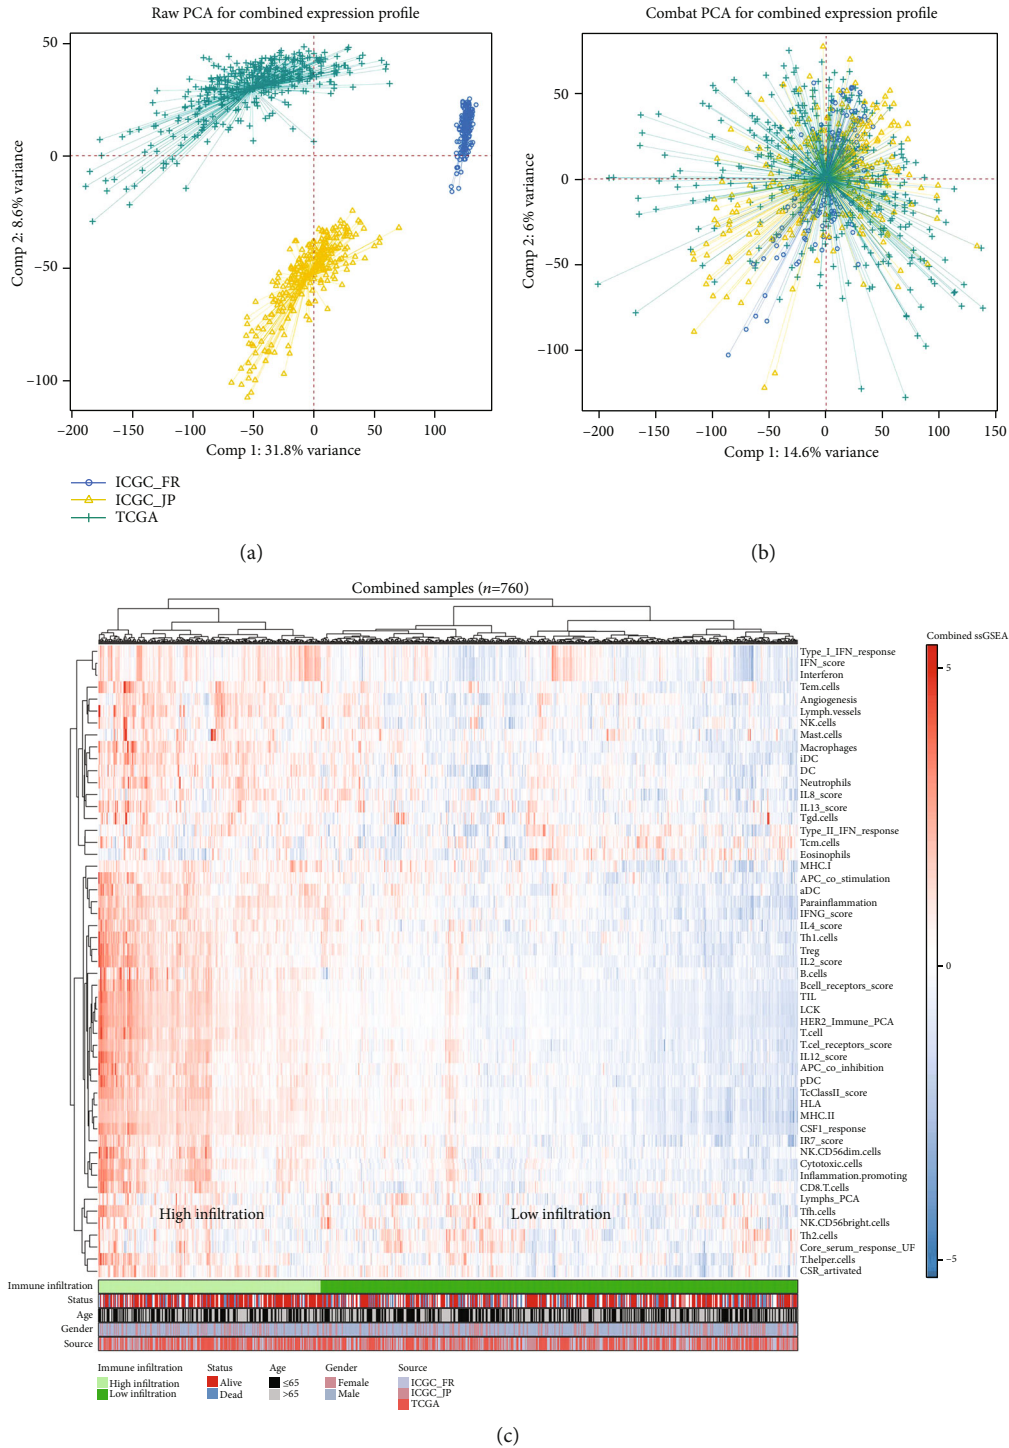 Raw PCA for combined expression profile
50
0
−50
−100
Comp 2: 8.6% variance
−200 −150 −100 −50 0 50 100
Comp 1: 31.8% variance
ICGC_FR
ICGC_JP
TCGA
(a)
Combat PCA for combined expression profile
50
0
−50
−100
Comp 2: 6% variance
−200 −150 −100 −50 0 50 100 150
Comp 1: 14.6% variance
(b)
Combined samples (n=760)
Type_I_IFN_response
IFN_score
Interferon
Tem.cells
Angiogenesis
Lymph.vessels
NK.cells
Mast.cells
Macrophages
iDC
DC
Neutrophils
IL8_score
IL13_score
Tgd.cells
Type_II_IFN_response
Tcm.cells
Eosinophils
MHC.I
APC_co_stimulation
aDC
Parainflammation
IFNG_score
IL4_score
Th1.cells
Treg
IL2_score
B.cells
Bcell_receptors_score
TIL
LCK
HER2_Immune_PCA
T.cell
T.cel_receptors_score
IL12_score
APC_co_inhibition
pDC
TcClassII_score
HLA
MHC.II
CSF1_response
IR7_score
NK.CD56dim.cells
Cytotoxic.cells
Inflammation.promoting
CD8.T.cells
Lymphs_PCA
Tfh.cells
NK.CD56bright.cells
Th2.cells
Core_serum_response_UF
T.helper.cells
CSR_artivated
High infiltration
Low infiltration
Combined ssGSEA
5
0
−5
Immune infiltration
Status
Age
Gender
Source
Immune infiltration
High infiltration
Low infiltration
Status
Alive
Dead
Age
≤65
>65
Gender
Female
Male
Source
ICGC_FR
ICGC_JP
TCGA
(c)